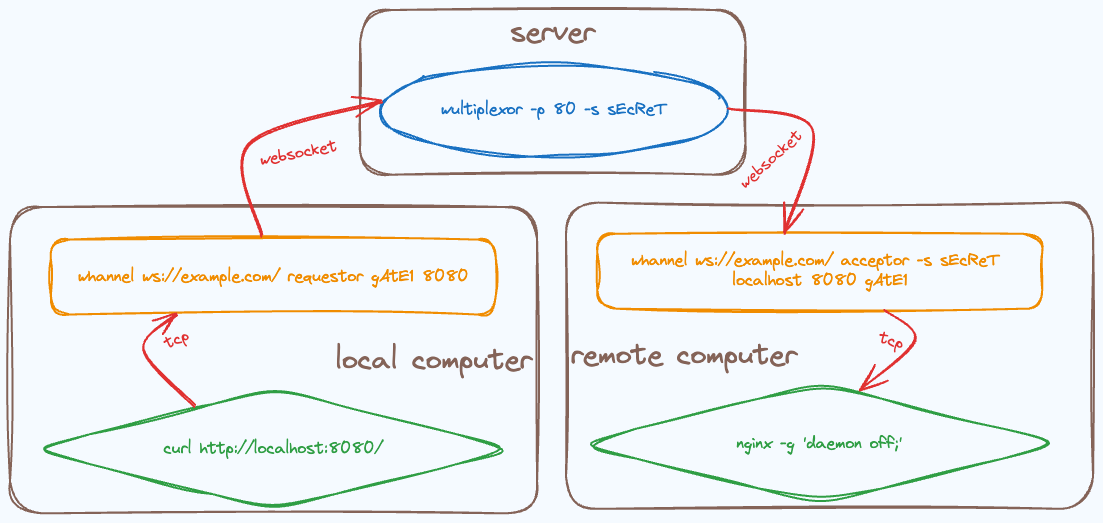 server
wultiplexor -p 80 -s sEcReT
websocket
websocket
whannel ws://example.com/ requestor gAtE1 8080
whannel ws://example.com/ acceptor -s sEcReT
localhost 8080 gAtE1
tcp
tcp
local computer
remote computer
curl http://localhost:8080/
nginx -g 'daemon off;'